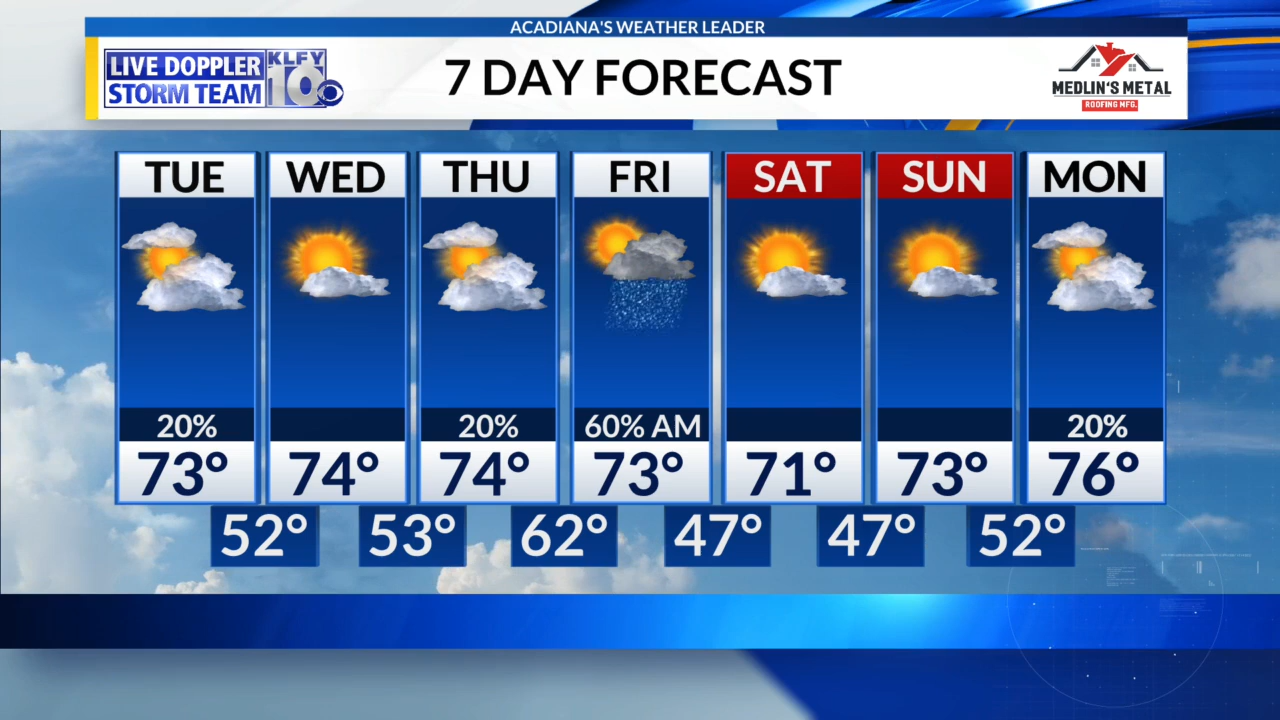 ACADIANA'S WEATHER LEADER
LIVE DOPPLER
STORM TEAM
KLFY
10
7 DAY FORECAST
MEDLIN'S METAL
ROOFING MFG.
TUE WED THU FRI SAT SUN MON
20% 20% 60% AM 20%
73° 74° 74° 73° 71° 73° 76°
52° 53° 62° 47° 47° 52°